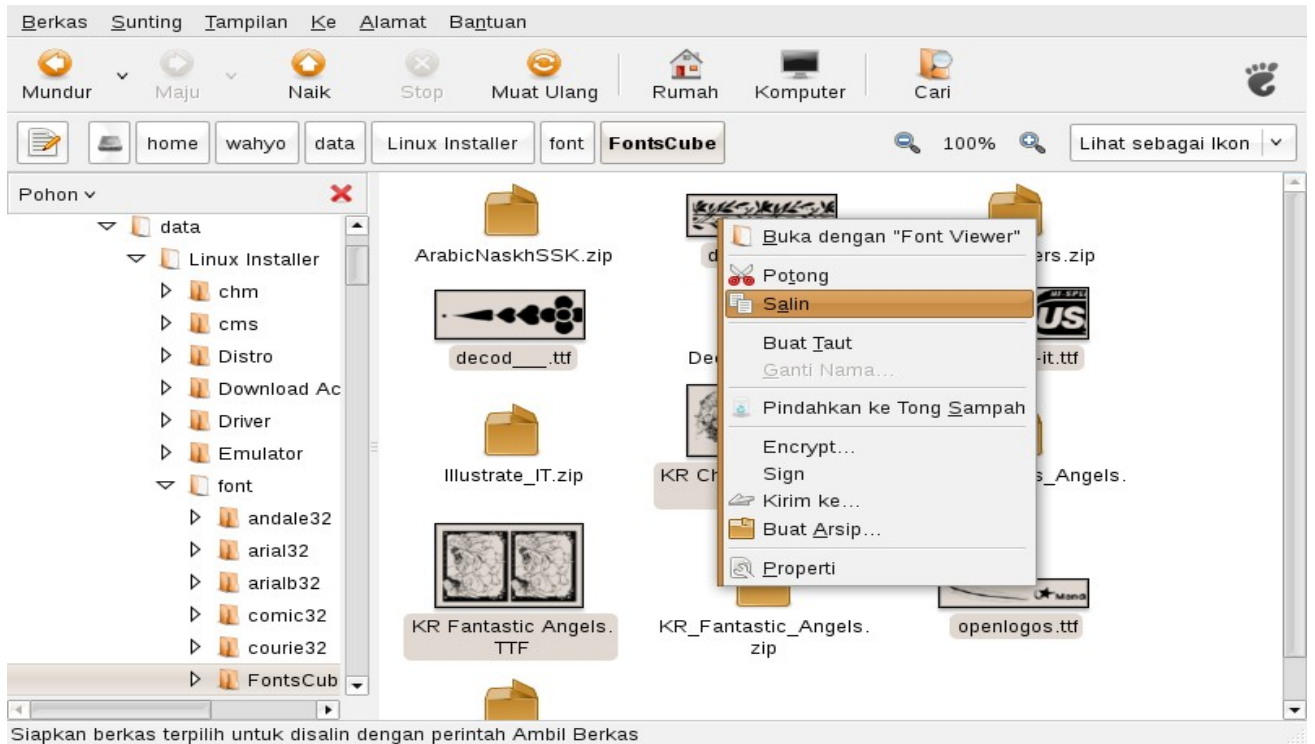 Berkas Sunting Tampilan Ke Alamat Bantuan
Mundur Maju Naik Stop Muat Ulang Rumah Komputer Cari
home wahyo data Linux Installer font FontsCube 100% Lihat sebagai Ikon
Pohon
data
Linux Installer
chm
cms
Distro
Download Ac
Driver
Emulator
font
andale32
arial32
arialb32
comic32
courie32
FontsCub
ArabicNaskhSSK.zip
ers.zip
decod___.ttf
-it.ttf
US
Illustrate_IT.zip
KR Ch
s_Angels.
KR Fantastic Angels.
TTF
KR_Fantastic_Angels.
zip
openlogos.ttf
Buka dengan "Font Viewer"
Potong
Salin
Buat Taut
Ganti Nama...
Pindahkan ke Tong Sampah
Encrypt...
Sign
Kirim ke...
Buat Arsip...
Properti
Siapkan berkas terpilih untuk disalin dengan perintah Ambil Berkas